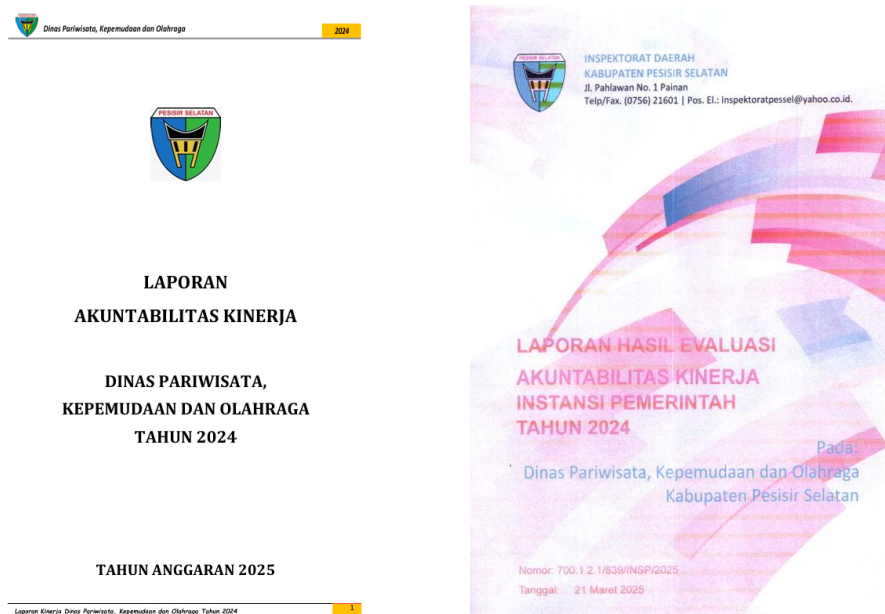 Dinas Pariwisata, Kepemudaan dan Olahraga
2024
PESISIR SELATAN
LAPORAN
AKUNTABILITAS KINERJA
DINAS PARIWISATA,
KEPEMUDAAN DAN OLAHRAGA
TAHUN 2024
TAHUN ANGGARAN 2025
Laporan Kinerja Dinas Pariwisata, Kepemudaan dan Olahraga Tahun 2024
1
PESISIR SELATAN
INSPEKTORAT DAERAH
KABUPATEN PESISIR SELATAN
Jl. Pahlawan No. 1 Painan
Telp/Fax. (0756) 21601 | Pos. El.: Inspektoratpessel@yahoo.co.id.
LAPORAN HASIL EVALUASI
AKUNTABILITAS KINERJA
INSTANSI PEMERINTAH
TAHUN 2024
Pada:
Dinas Pariwisata, Kepemudaan dan Olahraga
Kabupaten Pesisir Selatan
Nomor: 700.1.2.1/839/INSP/2025
Tanggal: 21 Maret 2025